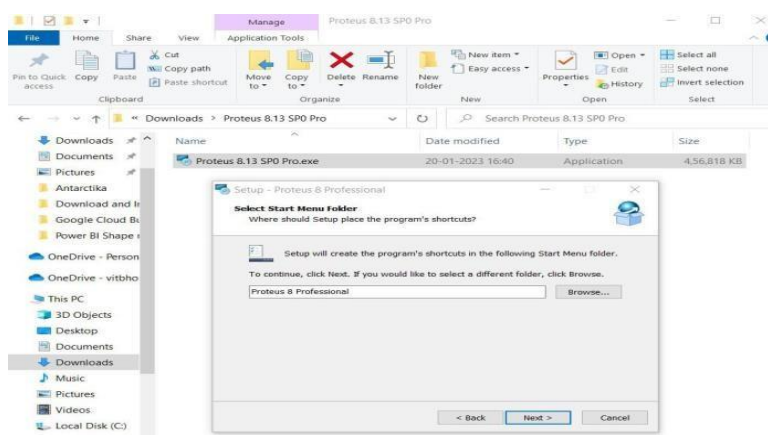 Manage
Proteus 8.13 SP0 Pro
File
Home
Share
View
Application Tools
Pin to Quick access
Copy
Paste
Cut
Copy path
Paste shortcut
Move to
Copy to
Delete
Rename
New folder
New item
Easy access
Properties
Open
Edit
History
Select all
Select none
Invert selection
Clipboard
Organize
New
Open
Select
« Downloads > Proteus 8.13 SP0 Pro
Search Proteus 8.13 SP0 Pro
Name
Date modified
Type
Size
Proteus 8.13 SP0 Pro.exe
20-01-2023 16:40
Application
4,56,818 KB
Downloads
Documents
Pictures
Antarctika
Download and
Google Cloud
Power BI Shape
OneDrive - Person
OneDrive - vitbho
This PC
3D Objects
Desktop
Documents
Downloads
Music
Pictures
Videos
Local Disk (C:)
Setup - Proteus 8 Professional
Select Start Menu Folder
Where should Setup place the program's shortcuts?
Setup will create the program's shortcuts in the following Start Menu folder.
To continue, click Next. If you would like to select a different folder, click Browse.
Proteus 8 Professional
Browse...
< Back
Next >
Cancel